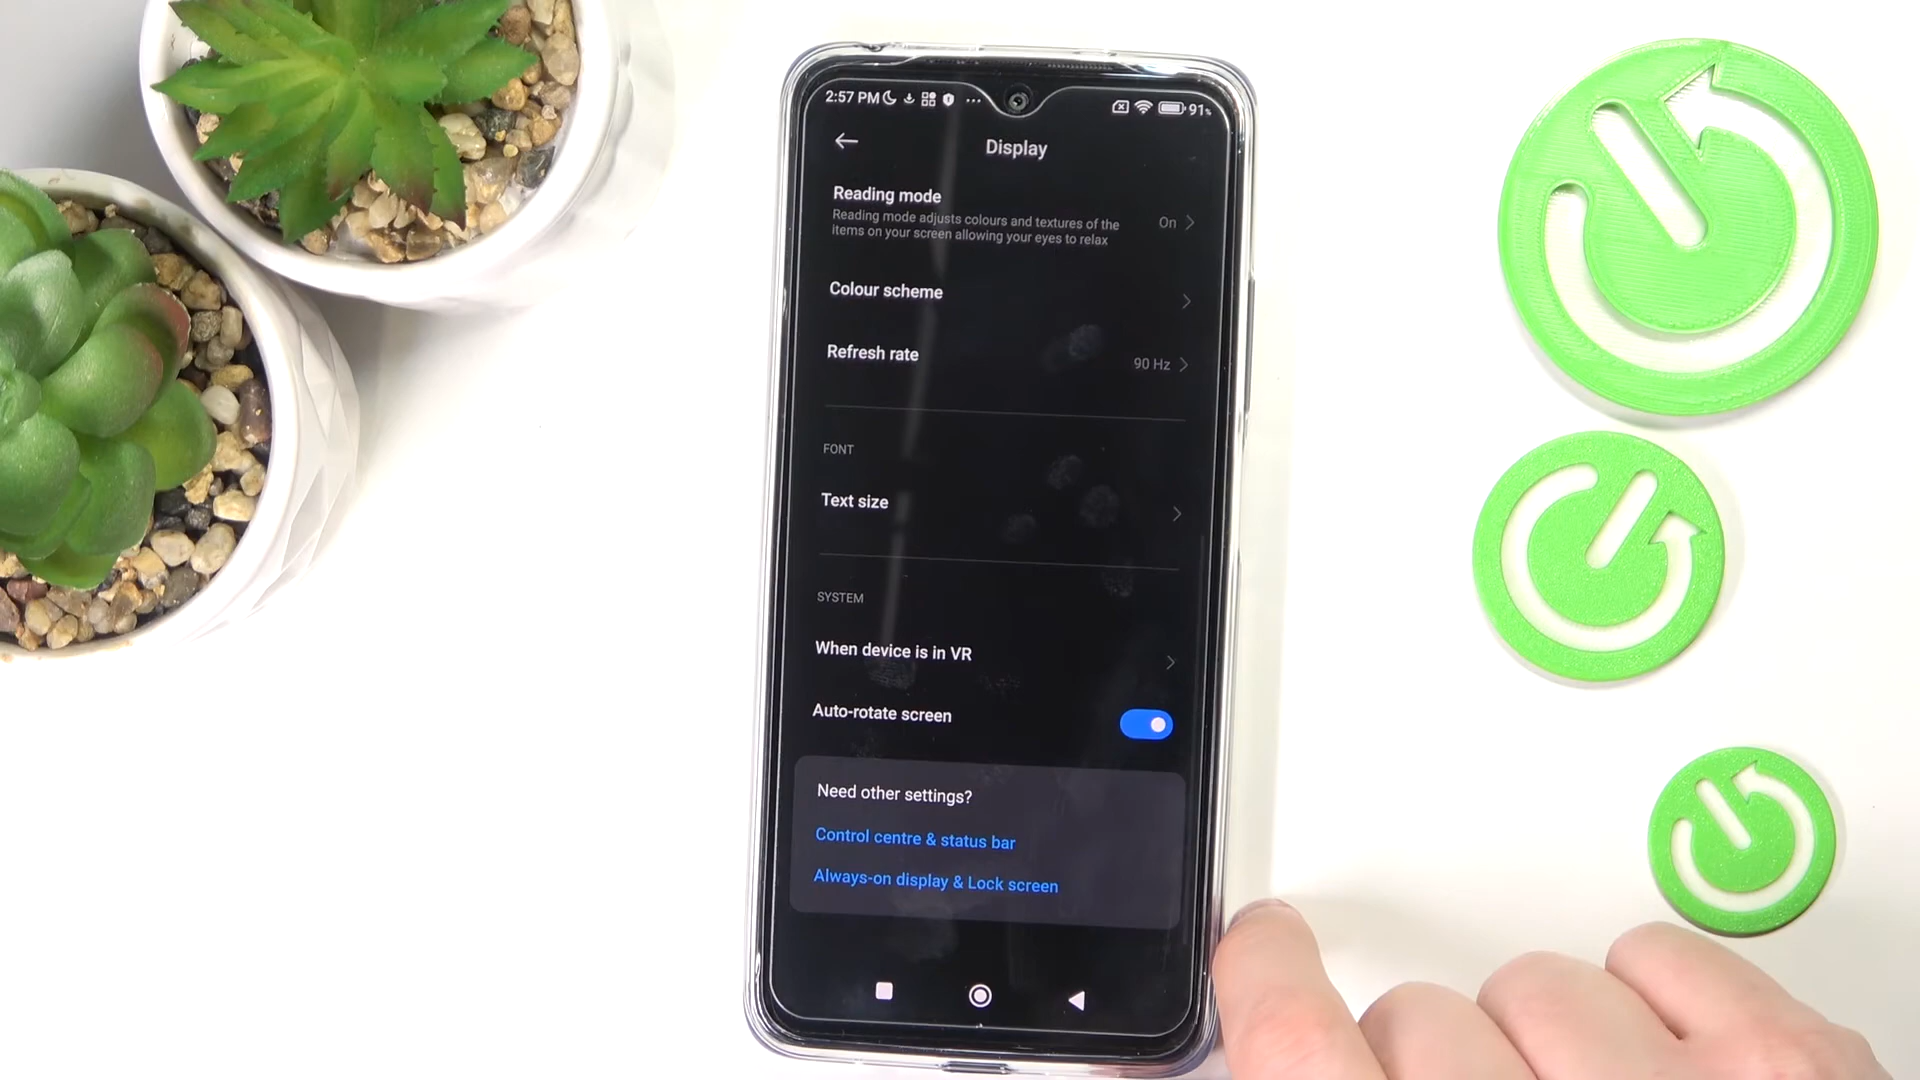 2:57 PM
91%
Display
Reading mode
Reading mode adjusts colours and textures of the
items on your screen allowing your eyes to relax
On
Colour scheme
Refresh rate
90 Hz
FONT
Text size
SYSTEM
When device is in VR
Auto-rotate screen
Need other settings?
Control centre & status bar
Always-on display & Lock screen